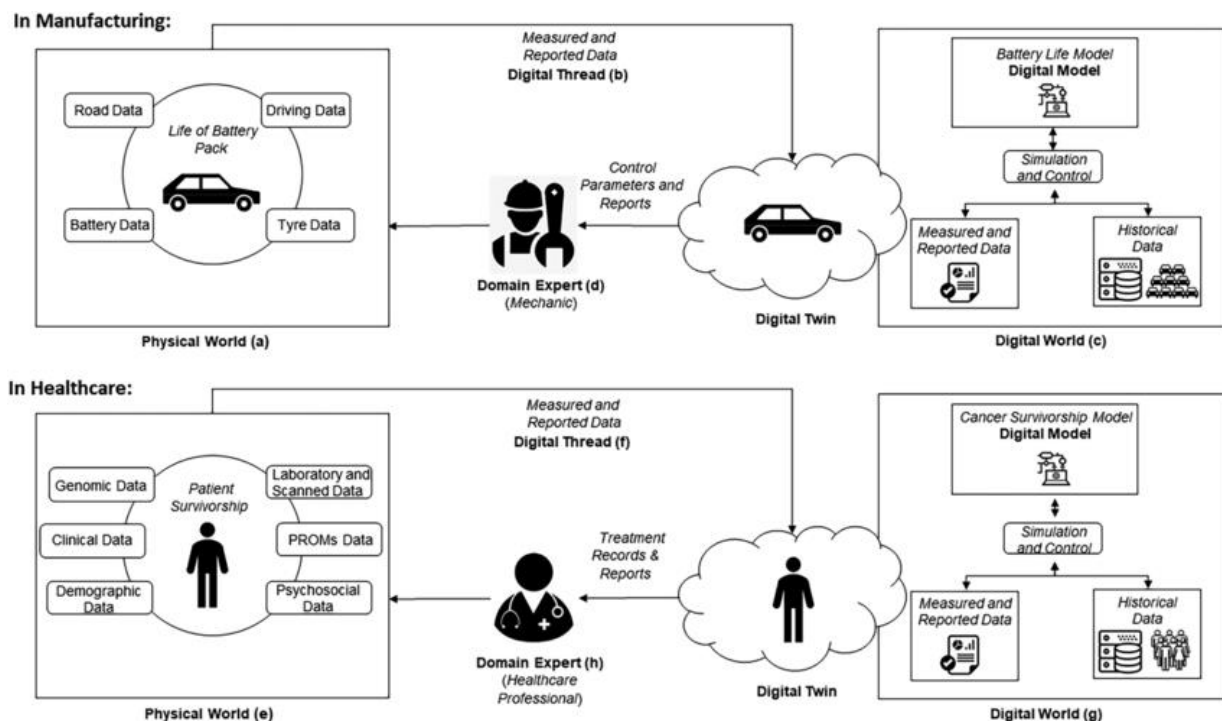 In Manufacturing:
Measured and
Reported Data
Digital Thread (b)
Road Data
Driving Data
Life of Battery
Pack
Battery Data
Tyre Data
Physical World (a)
Control
Parameters and
Reports
Domain Expert (d)
(Mechanic)
Digital Twin
Battery Life Model
Digital Model
Simulation
and Control
Measured and
Reported Data
Historical
Data
Digital World (c)
In Healthcare:
Measured and
Reported Data
Digital Thread (f)
Genomic Data
Laboratory and
Scanned Data
Patient
Survivorship
Clinical Data
PROMs Data
Demographic
Data
Psychosocial
Data
Physical World (e)
Treatment
Records &
Reports
Domain Expert (h)
(Healthcare
Professional)
Digital Twin
Cancer Survivorship Model
Digital Model
Simulation
and Control
Measured and
Reported Data
Historical
Data
Digital World (g)